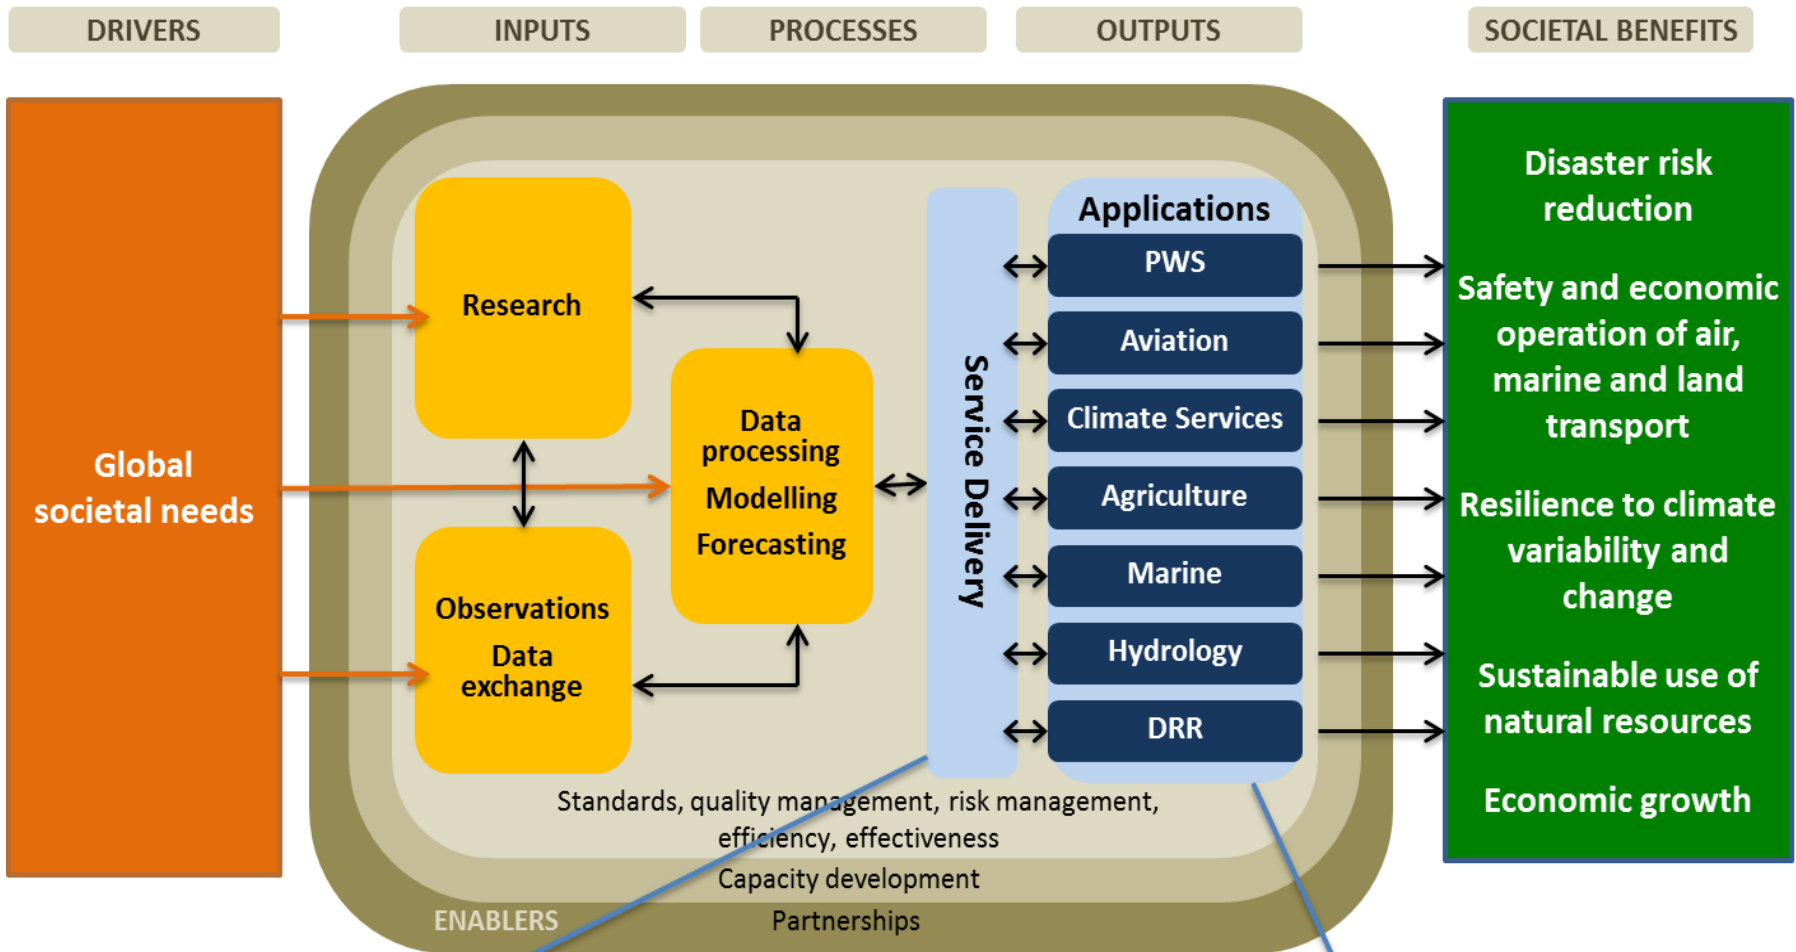 DRIVERS
INPUTS
PROCESSES
OUTPUTS
SOCIETAL BENEFITS
Global
societal needs
Research
Observations
Data
exchange
Data
processing
Modelling
Forecasting
Service Delivery
Applications
PWS
Aviation
Climate Services
Agriculture
Marine
Hydrology
DRR
Disaster risk
reduction
Safety and economic
operation of air,
marine and land
transport
Resilience to climate
variability and
change
Sustainable use of
natural resources
Economic growth
Standards, quality management, risk management,
efficiency, effectiveness
Capacity development
ENABLERS
Partnerships